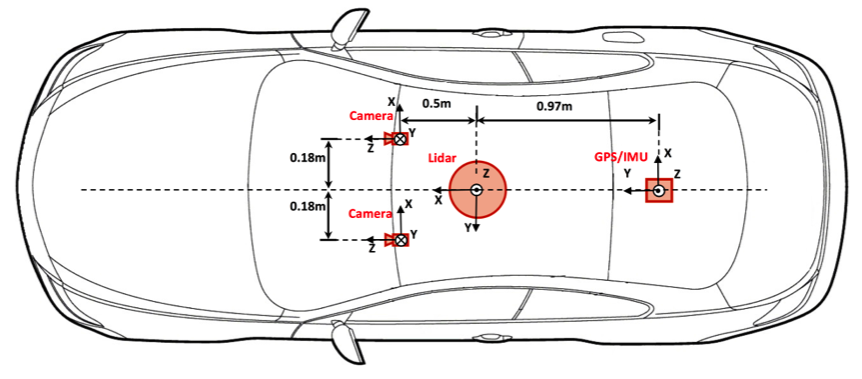 0.5m
0.97m
X
Camera
Y
Z
0.18m
Lidar
Z
GPS/IMU
X
Y
Z
X
0.18m
Camera
X
Y
Y
Z